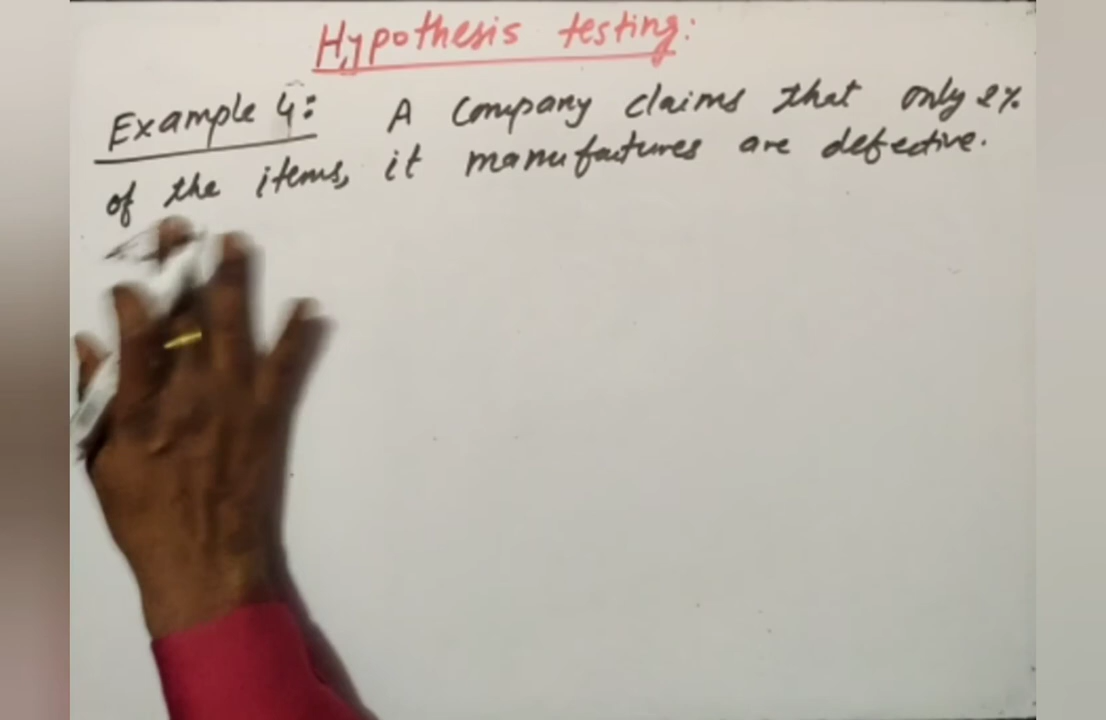 Hypothesis testing:
Example 4: A Company claims that only 2%
of the items, it manufactures are defective.